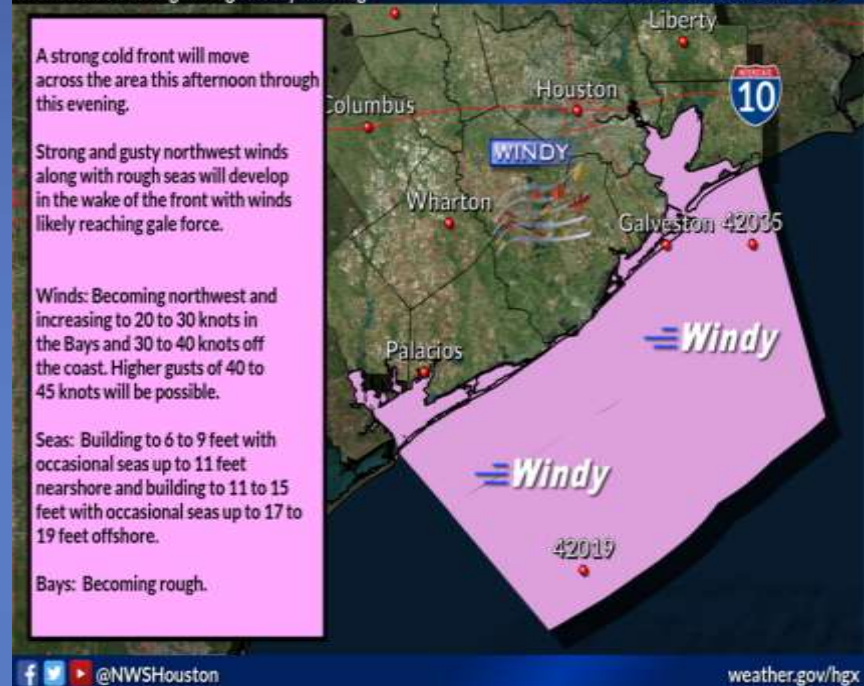 Liberty
A strong cold front will move
across the area this afternoon through
this evening.
Columbus
Houston
INTERSTATE
10
WINDY
Strong and gusty northwest winds
along with rough seas will develop
in the wake of the front with winds
likely reaching gale force.
Wharton
Galveston 42035
Winds: Becoming northwest and
increasing to 20 to 30 knots in
the Bays and 30 to 40 knots off
the coast. Higher gusts of 40 to
45 knots will be possible.
Palacios
Windy
Seas: Building to 6 to 9 feet with
occasional seas up to 11 feet
nearshore and building to 11 to 15
feet with occasional seas up to 17 to
19 feet offshore.
Windy
42019
Bays: Becoming rough.
@NWSHouston
weather.gov/hgx